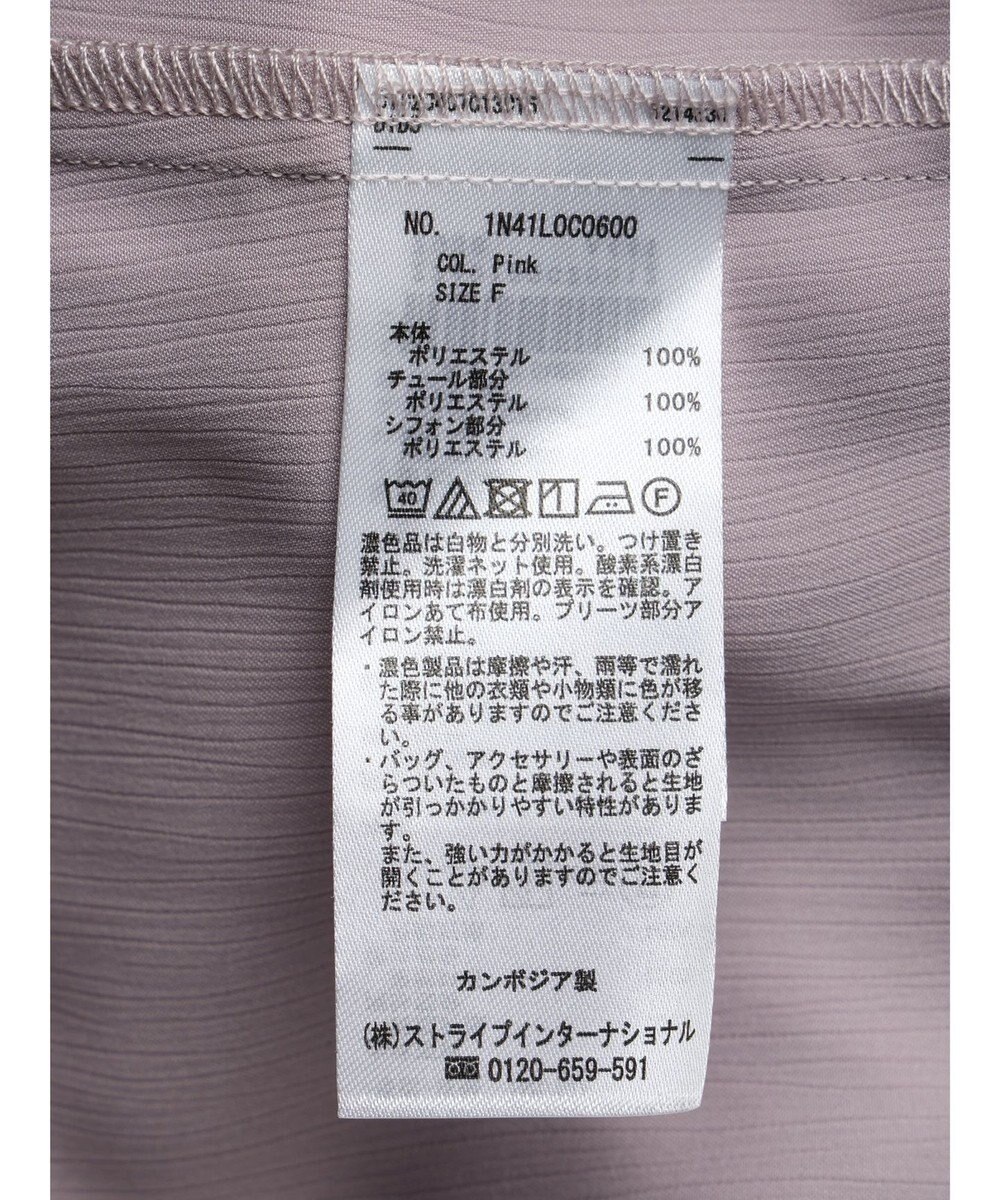 NO. 1N41L0C0600
COL. Pink
SIZE F
本体
ポリエステル 100%
チュール部分
ポリエステル 100%
シフォン部分
ポリエステル 100%
40 F
濃色品は白物と分別洗い。つけ置き
禁止。洗濯ネット使用。酸素系漂白
剤使用時は漂白剤の表示を確認。ア
イロンあて布使用。プリーツ部分ア
イロン禁止。
・濃色製品は摩擦や汗、雨等で濡れ
た際に他の衣類や小物類に色が移
る事がありますのでご注意くださ
い。
・バッグ、アクセサリーや表面のざ
らついたものと摩擦されると生地
が引っかかりやすい特性がありま
す。
また、強い力がかかると生地目が
開くことがありますのでご注意く
ださい。
カンボジア製
(株)ストライプインターナショナル
0120-659-591